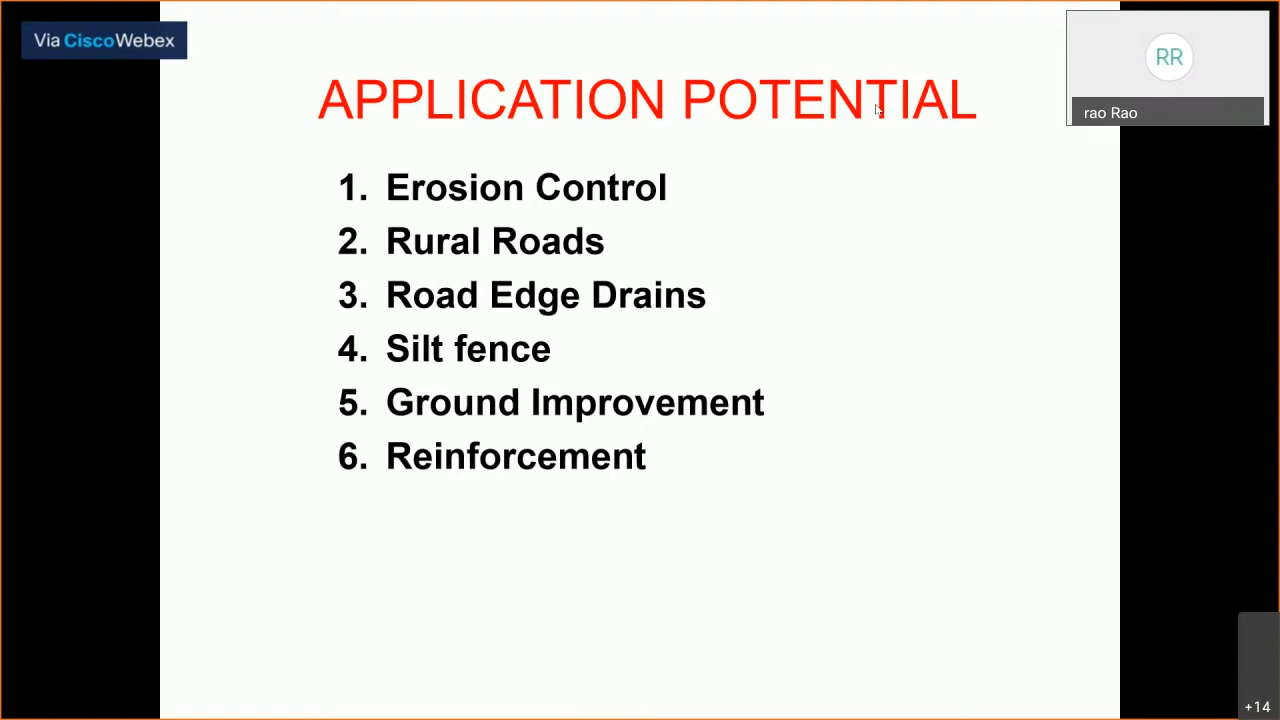 Via CiscoWebex
RR
rao Rao
APPLICATION POTENTIAL
1. Erosion Control
2. Rural Roads
3. Road Edge Drains
4. Silt fence
5. Ground Improvement
6. Reinforcement
+14